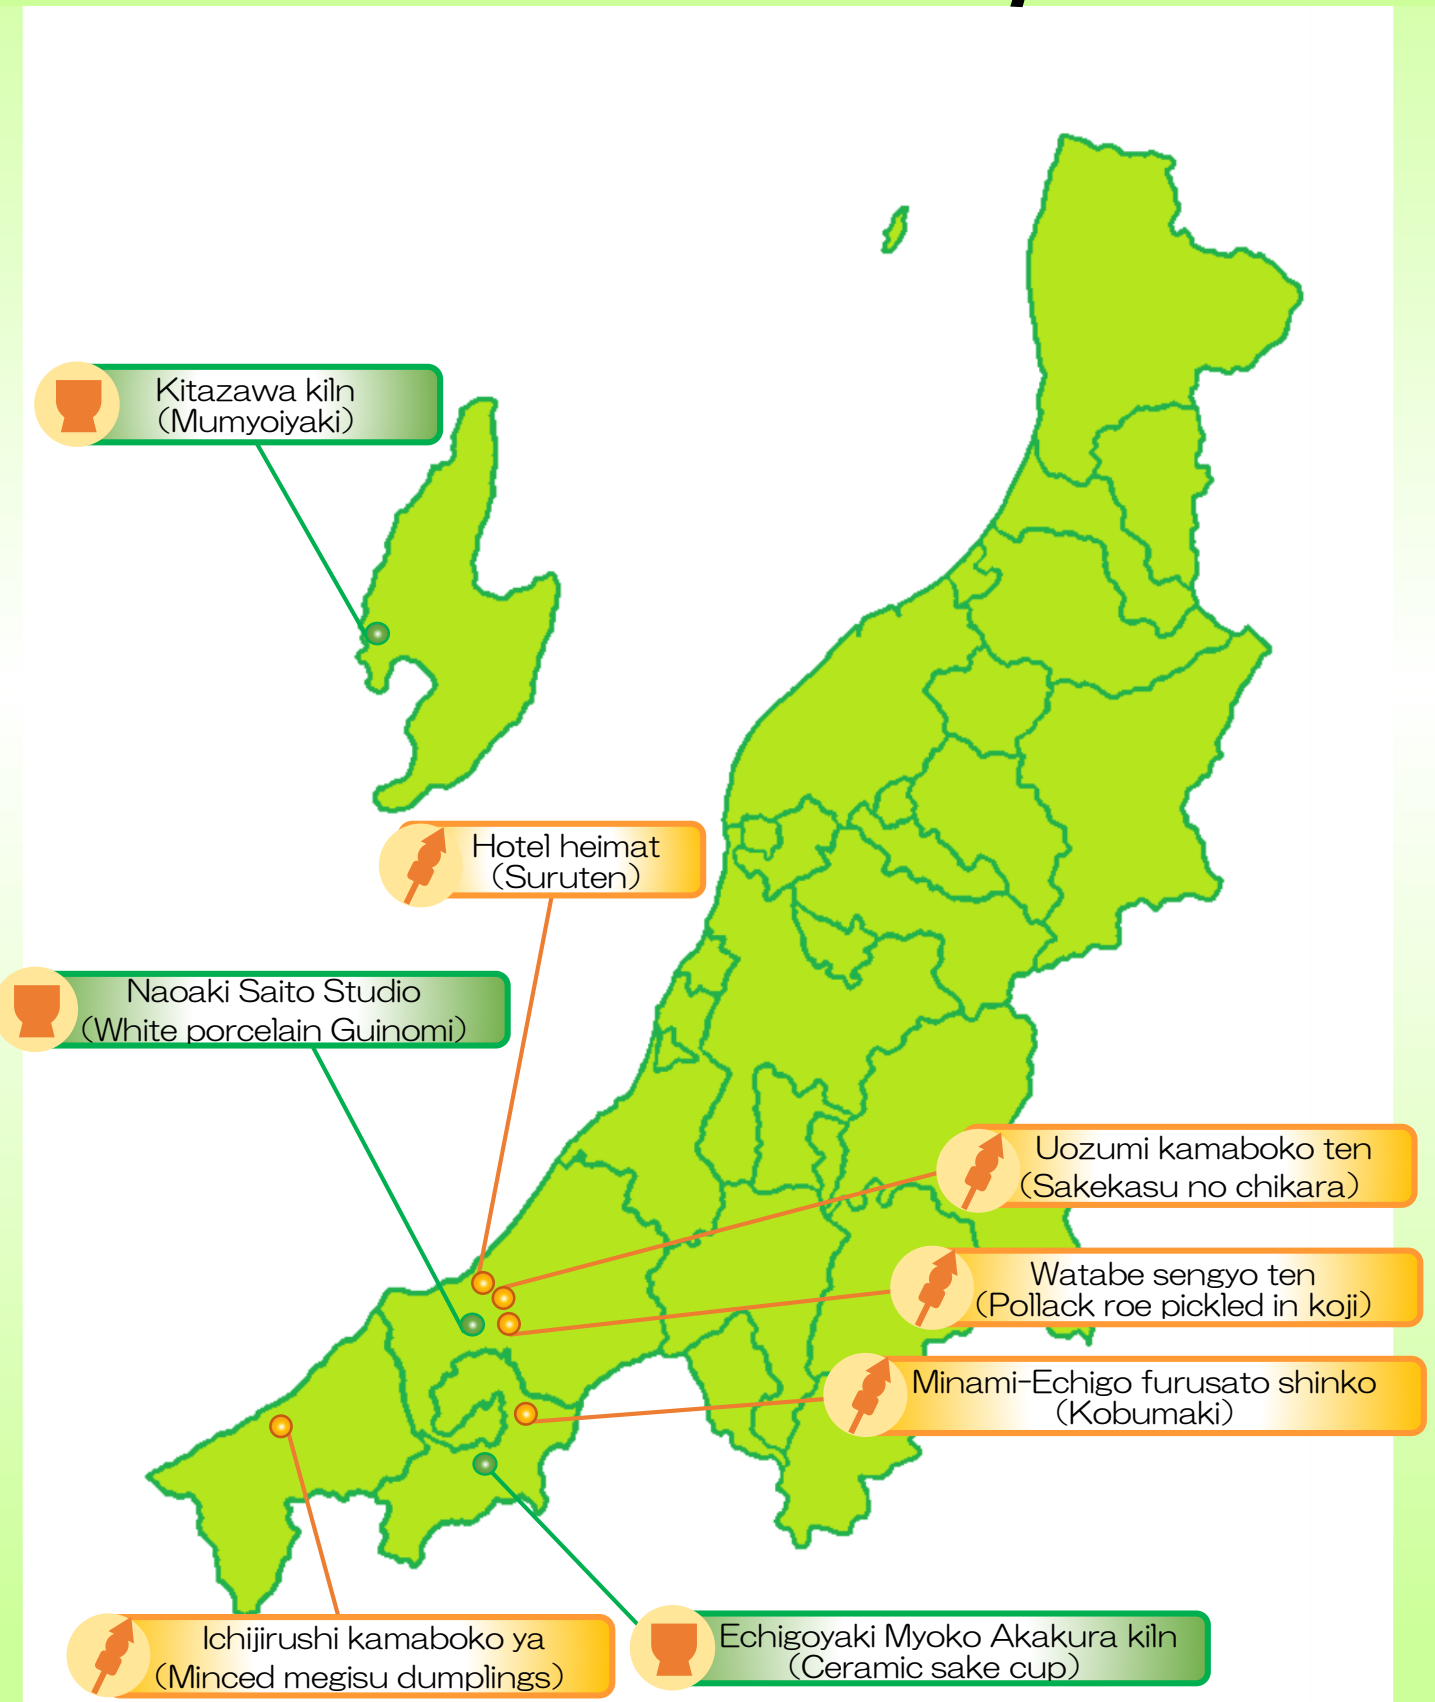 Kitazawa kiln
(Mumyoiyaki)
Hotel heimat
(Suruten)
Naoaki Saito Studio
(White porcelain Guinomi)
Uozumi kamaboko ten
(Sakekasu no chikara)
Watabe sengyo ten
(Pollack roe pickled in koji)
Minami-Echigo furusato shinko
(Kobumaki)
Ichijirushi kamaboko ya
(Minced megisu dumplings)
Echigoyaki Myoko Akakura kiln
(Ceramic sake cup)